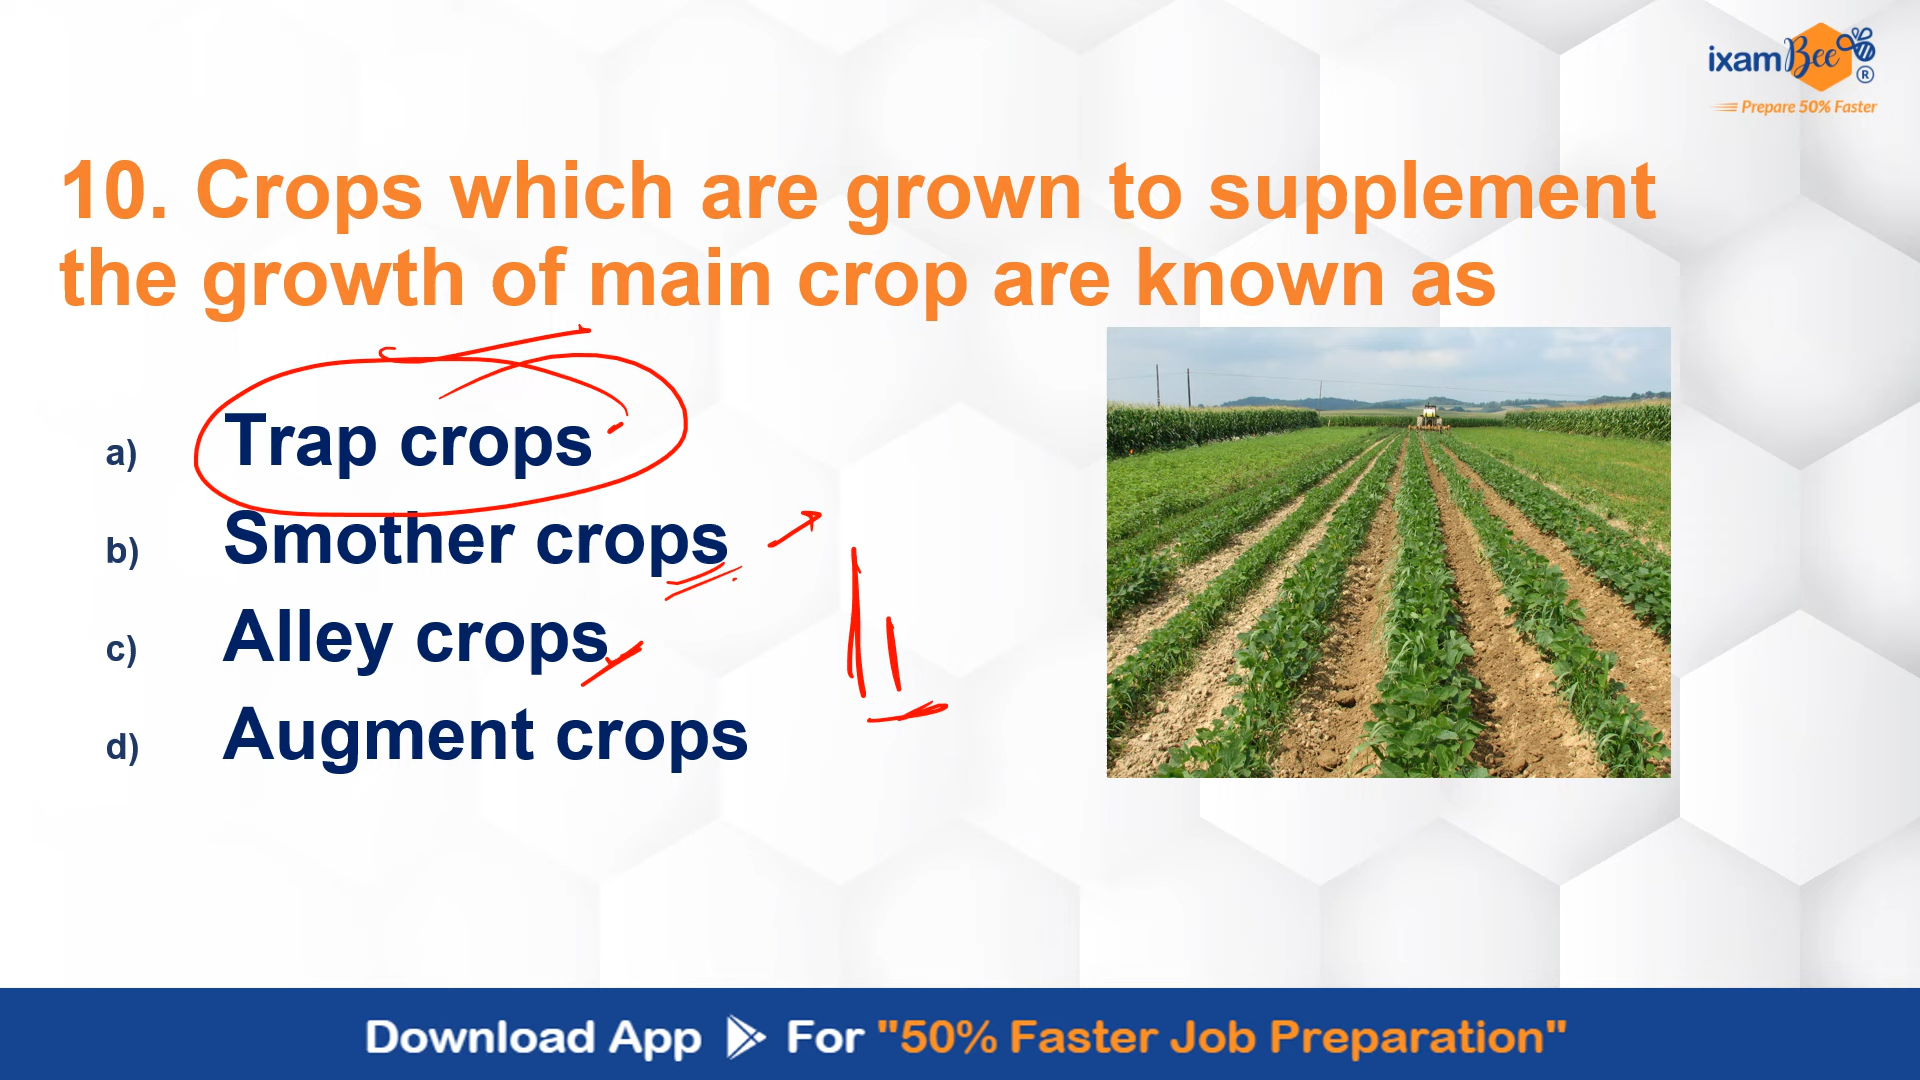 ixamBee®
Prepare 50% Faster
10. Crops which are grown to supplement
the growth of main crop are known as
a) Trap crops
b) Smother crops
c) Alley crops
d) Augment crops
Download App For "50% Faster Job Preparation"